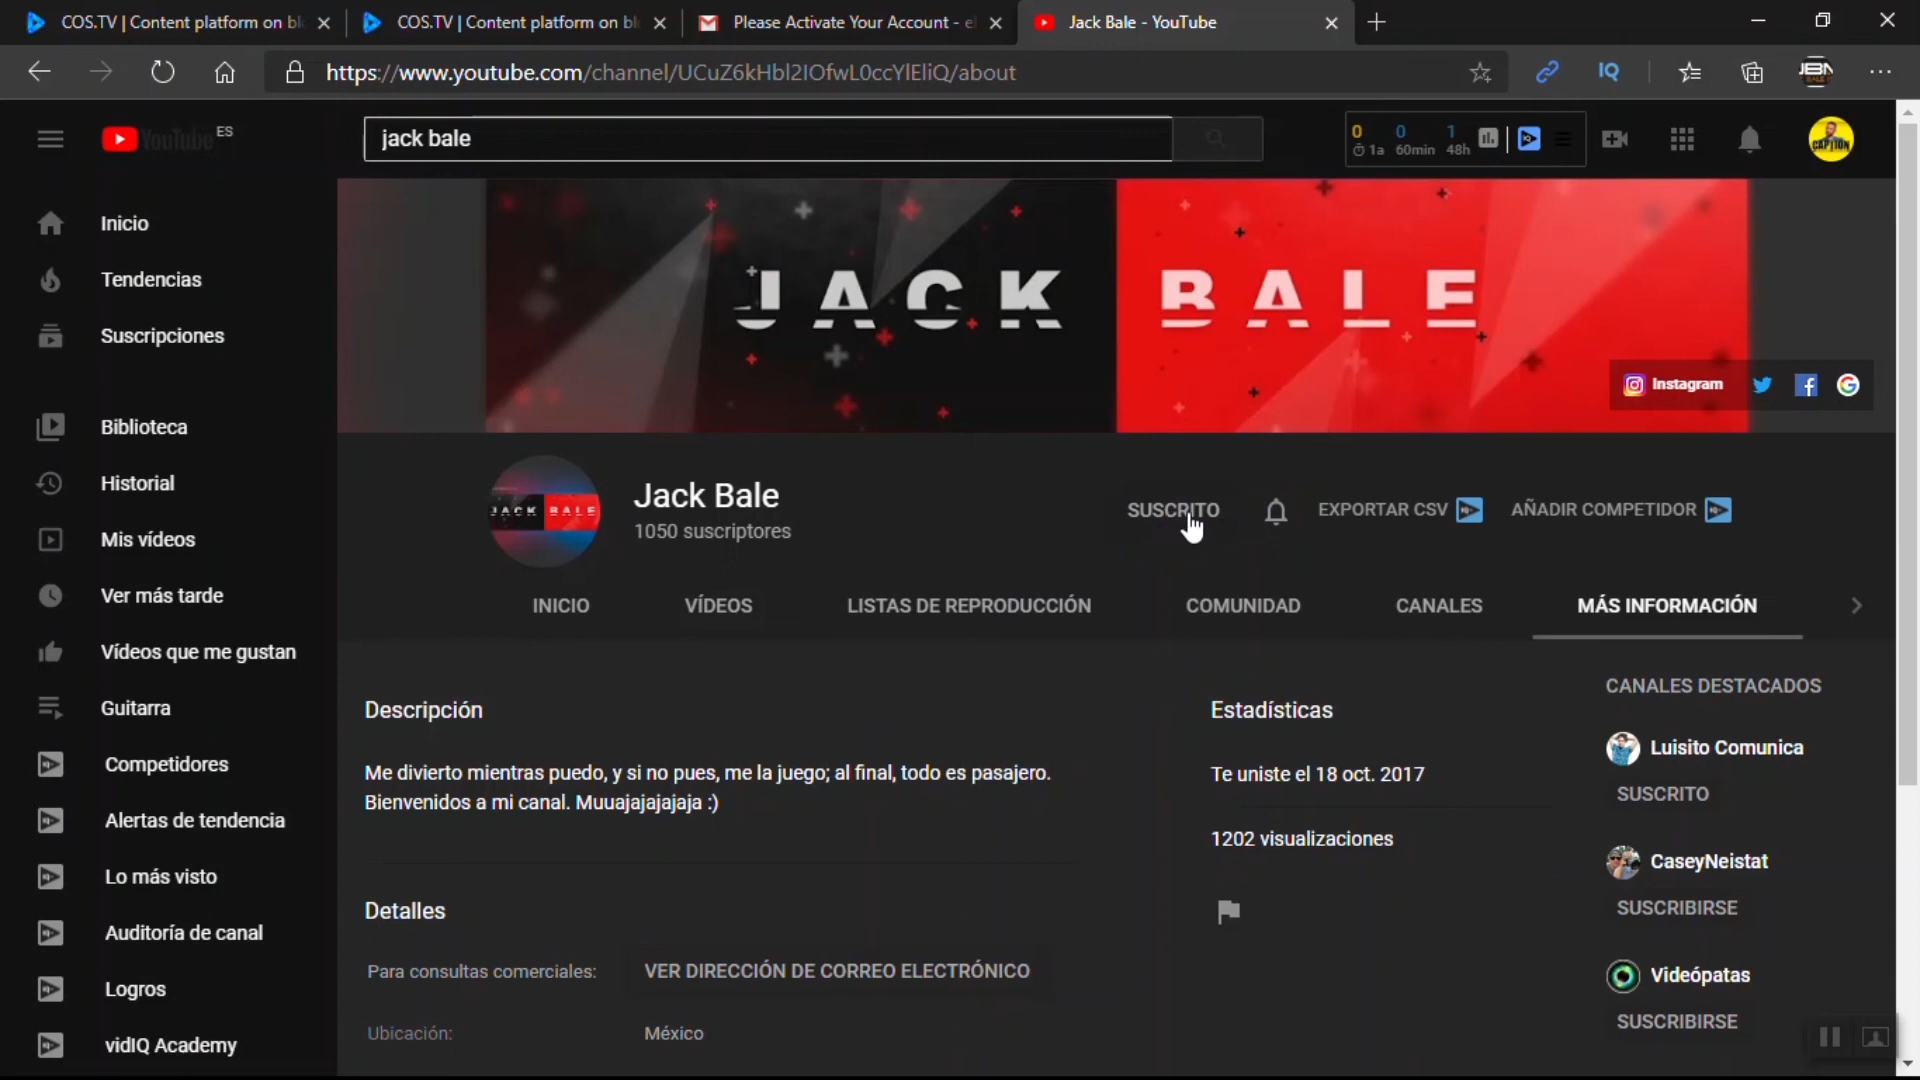 COS.TV | Content platform on bl
COS.TV | Content platform on bl
Please Activate Your Account - el
Jack Bale - YouTube
https://www.youtube.com/channel/UCuZ6kHbl2IOfwL0ccYlEliQ/about
IQ
JBN
YouTube ES
jack bale
0 0 1
1a 60min 48h
CAPTION
Inicio
Tendencias
Suscripciones
Biblioteca
Historial
Mis vídeos
Ver más tarde
Vídeos que me gustan
Guitarra
Competidores
Alertas de tendencia
Lo más visto
Auditoría de canal
Logros
vidIQ Academy
JACK BALE
Instagram
JACK BALE
Jack Bale
1050 suscriptores
SUSCRITO
EXPORTAR CSV
AÑADIR COMPETIDOR
INICIO
VÍDEOS
LISTAS DE REPRODUCCIÓN
COMUNIDAD
CANALES
MÁS INFORMACIÓN
Descripción
Me divierto mientras puedo, y si no pues, me la juego; al final, todo es pasajero.
Bienvenidos a mi canal. Muuajajajajaja :)
Detalles
Para consultas comerciales: VER DIRECCIÓN DE CORREO ELECTRÓNICO
Ubicación: México
Estadísticas
Te uniste el 18 oct. 2017
1202 visualizaciones
CANALES DESTACADOS
Luisito Comunica
SUSCRITO
CaseyNeistat
SUSCRIBIRSE
Videópatas
SUSCRIBIRSE